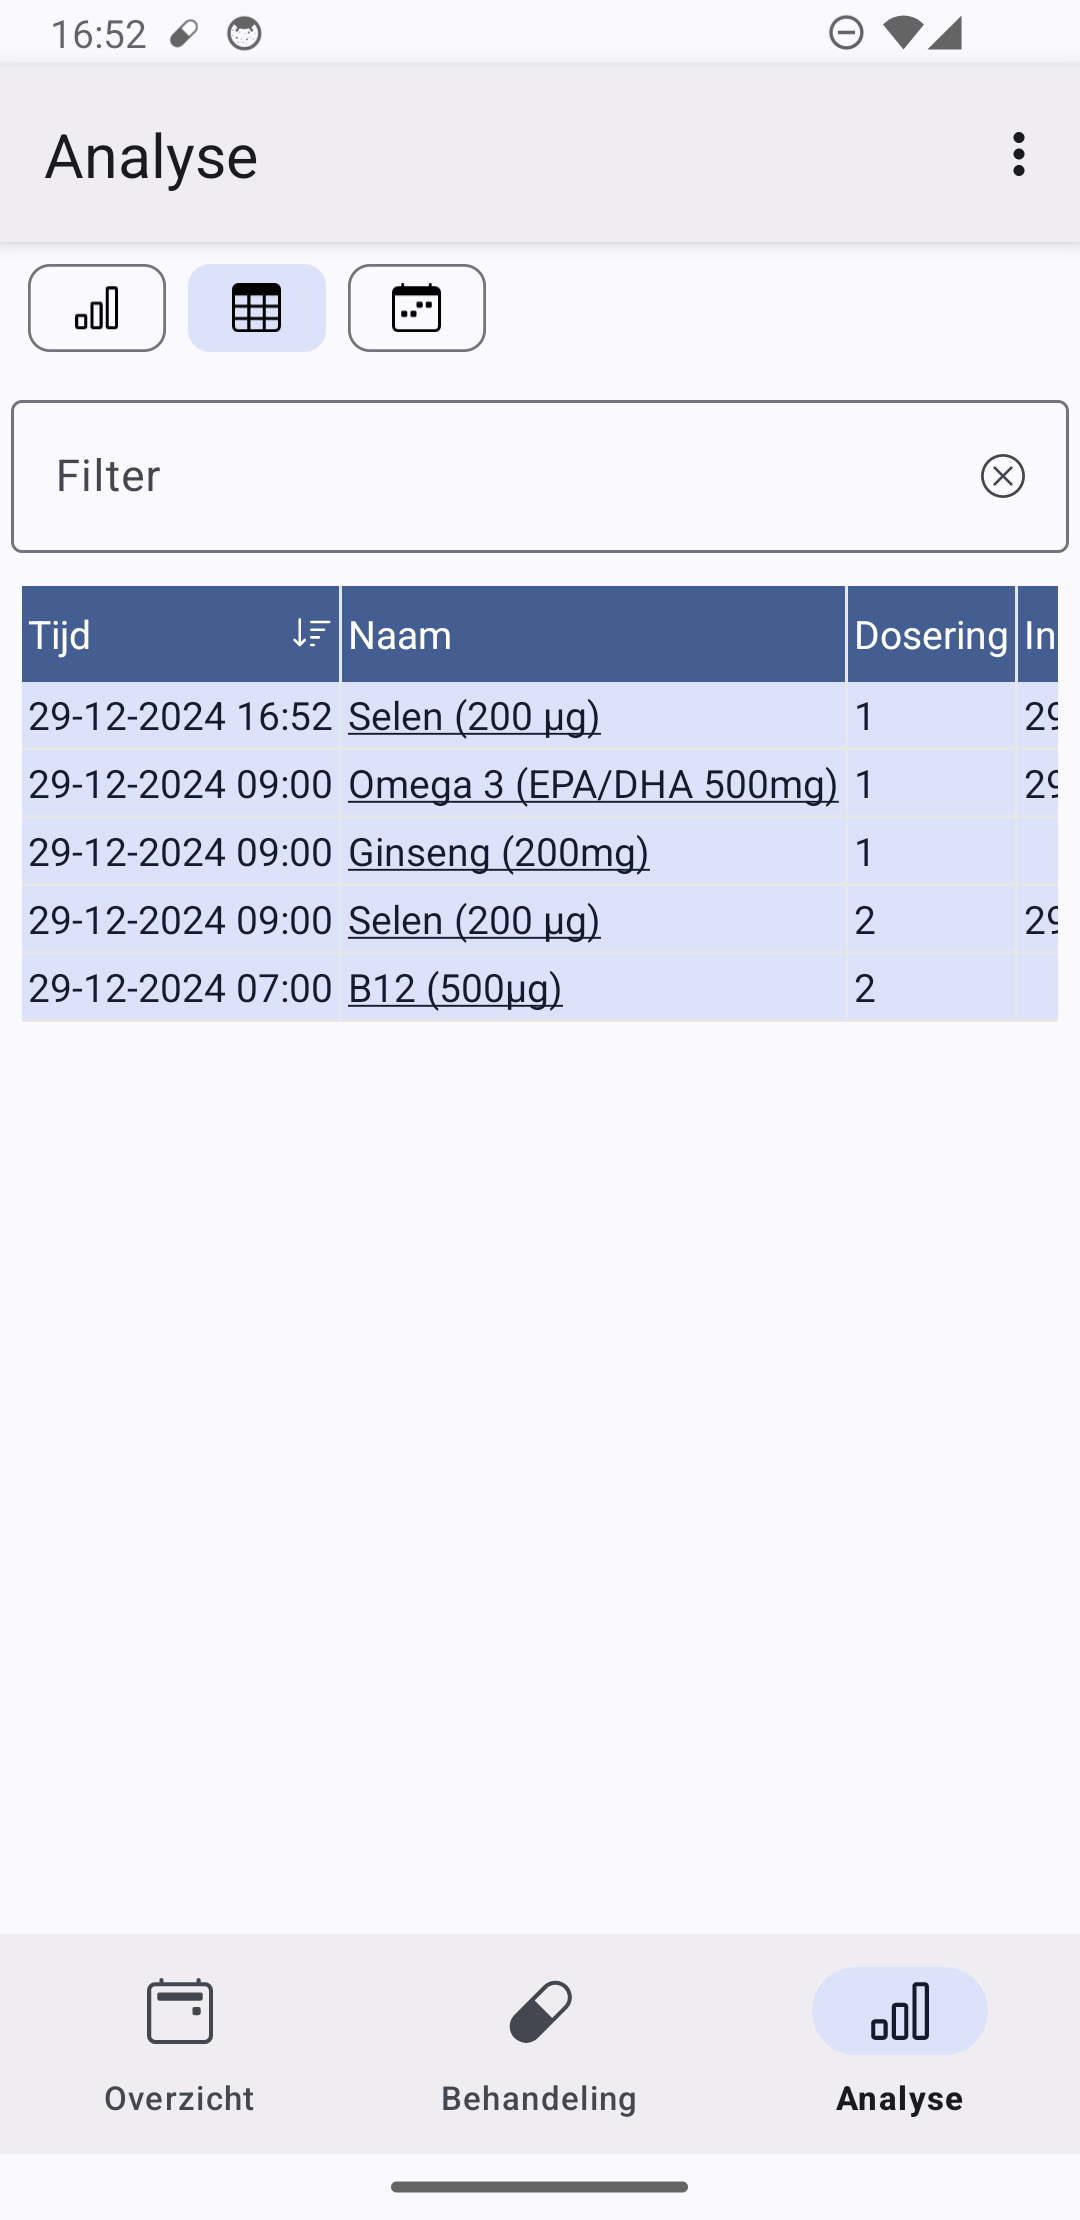 16:52
Analyse
Filter
Tijd Naam Dosering In
29-12-2024 16:52 Selen (200 µg) 1 29
29-12-2024 09:00 Omega 3 (EPA/DHA 500mg) 1 29
29-12-2024 09:00 Ginseng (200mg) 1
29-12-2024 09:00 Selen (200 µg) 2 29
29-12-2024 07:00 B12 (500µg) 2
Overzicht Behandeling Analyse